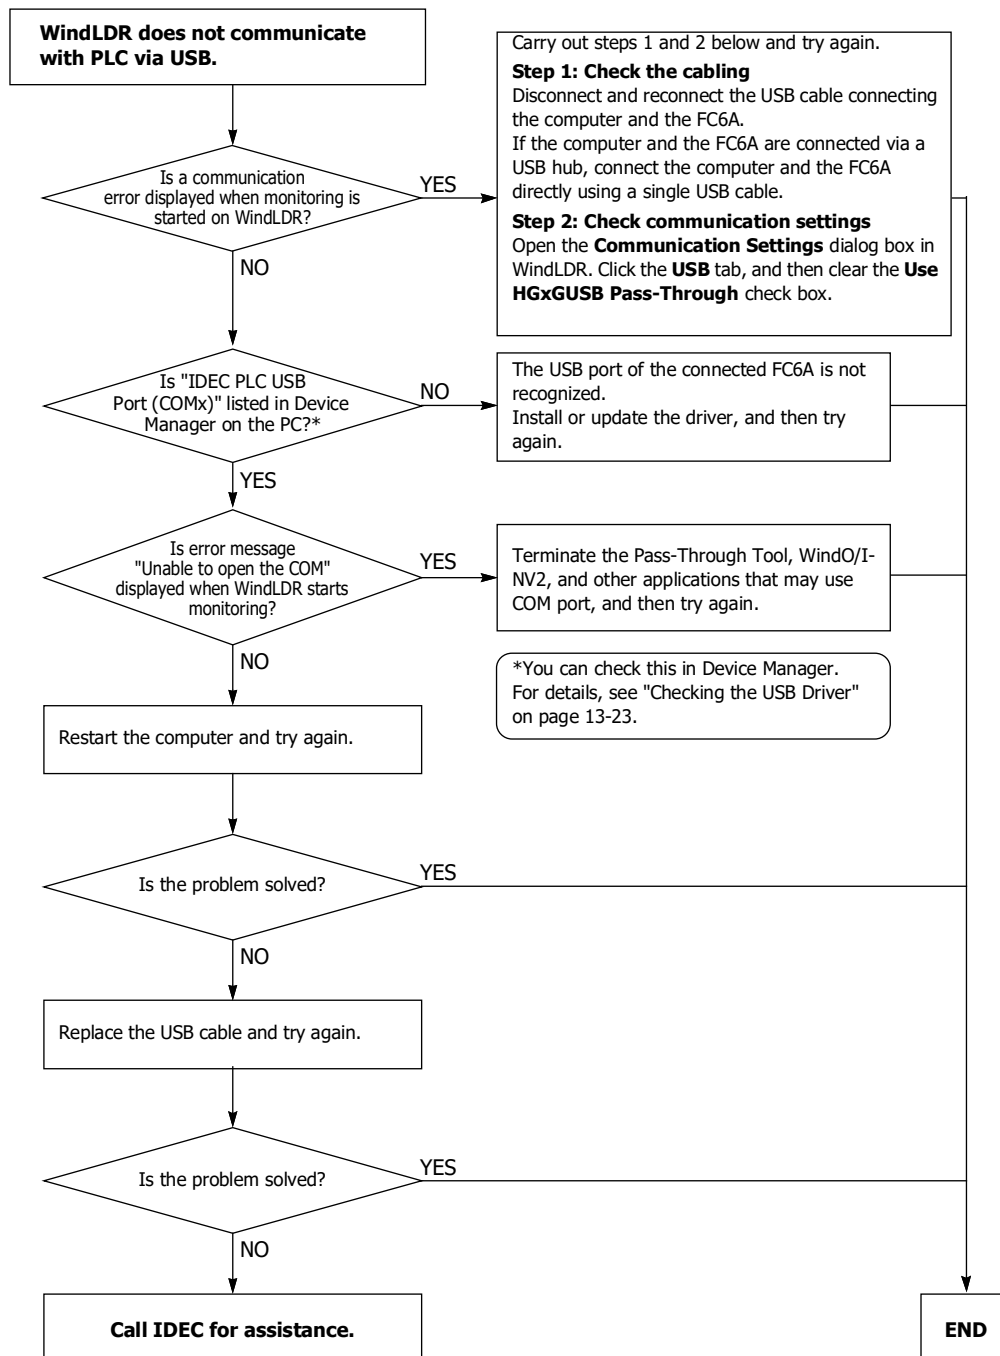 WindLDR does not communicate
with PLC via USB.
Carry out steps 1 and 2 below and try again.
Step 1: Check the cabling
Disconnect and reconnect the USB cable connecting
the computer and the FC6A.
If the computer and the FC6A are connected via a
USB hub, connect the computer and the FC6A
directly using a single USB cable.
Step 2: Check communication settings
Open the Communication Settings dialog box in
WindLDR. Click the USB tab, and then clear the Use
HGxGUSB Pass-Through check box.
Is a communication
error displayed when monitoring is
started on WindLDR?
YES
NO
Is "IDEC PLC USB
Port (COMx)" listed in Device
Manager on the PC?*
NO
The USB port of the connected FC6A is not
recognized.
Install or update the driver, and then try
again.
YES
Is error message
"Unable to open the COM"
displayed when WindLDR starts
monitoring?
YES
Terminate the Pass-Through Tool, WindO/I-
NV2, and other applications that may use
COM port, and then try again.
NO
*You can check this in Device Manager.
For details, see "Checking the USB Driver"
on page 13-23.
Restart the computer and try again.
Is the problem solved?
YES
NO
Replace the USB cable and try again.
Is the problem solved?
YES
NO
Call IDEC for assistance.
END